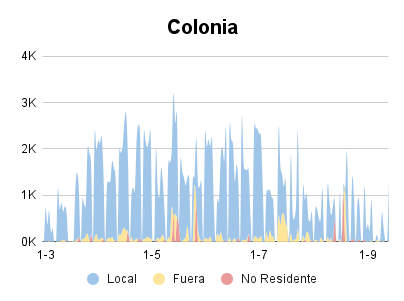 Colonia
4K
3K
2K
1K
0K
1-3 1-5 1-7 1-9
Local Fuera No Residente